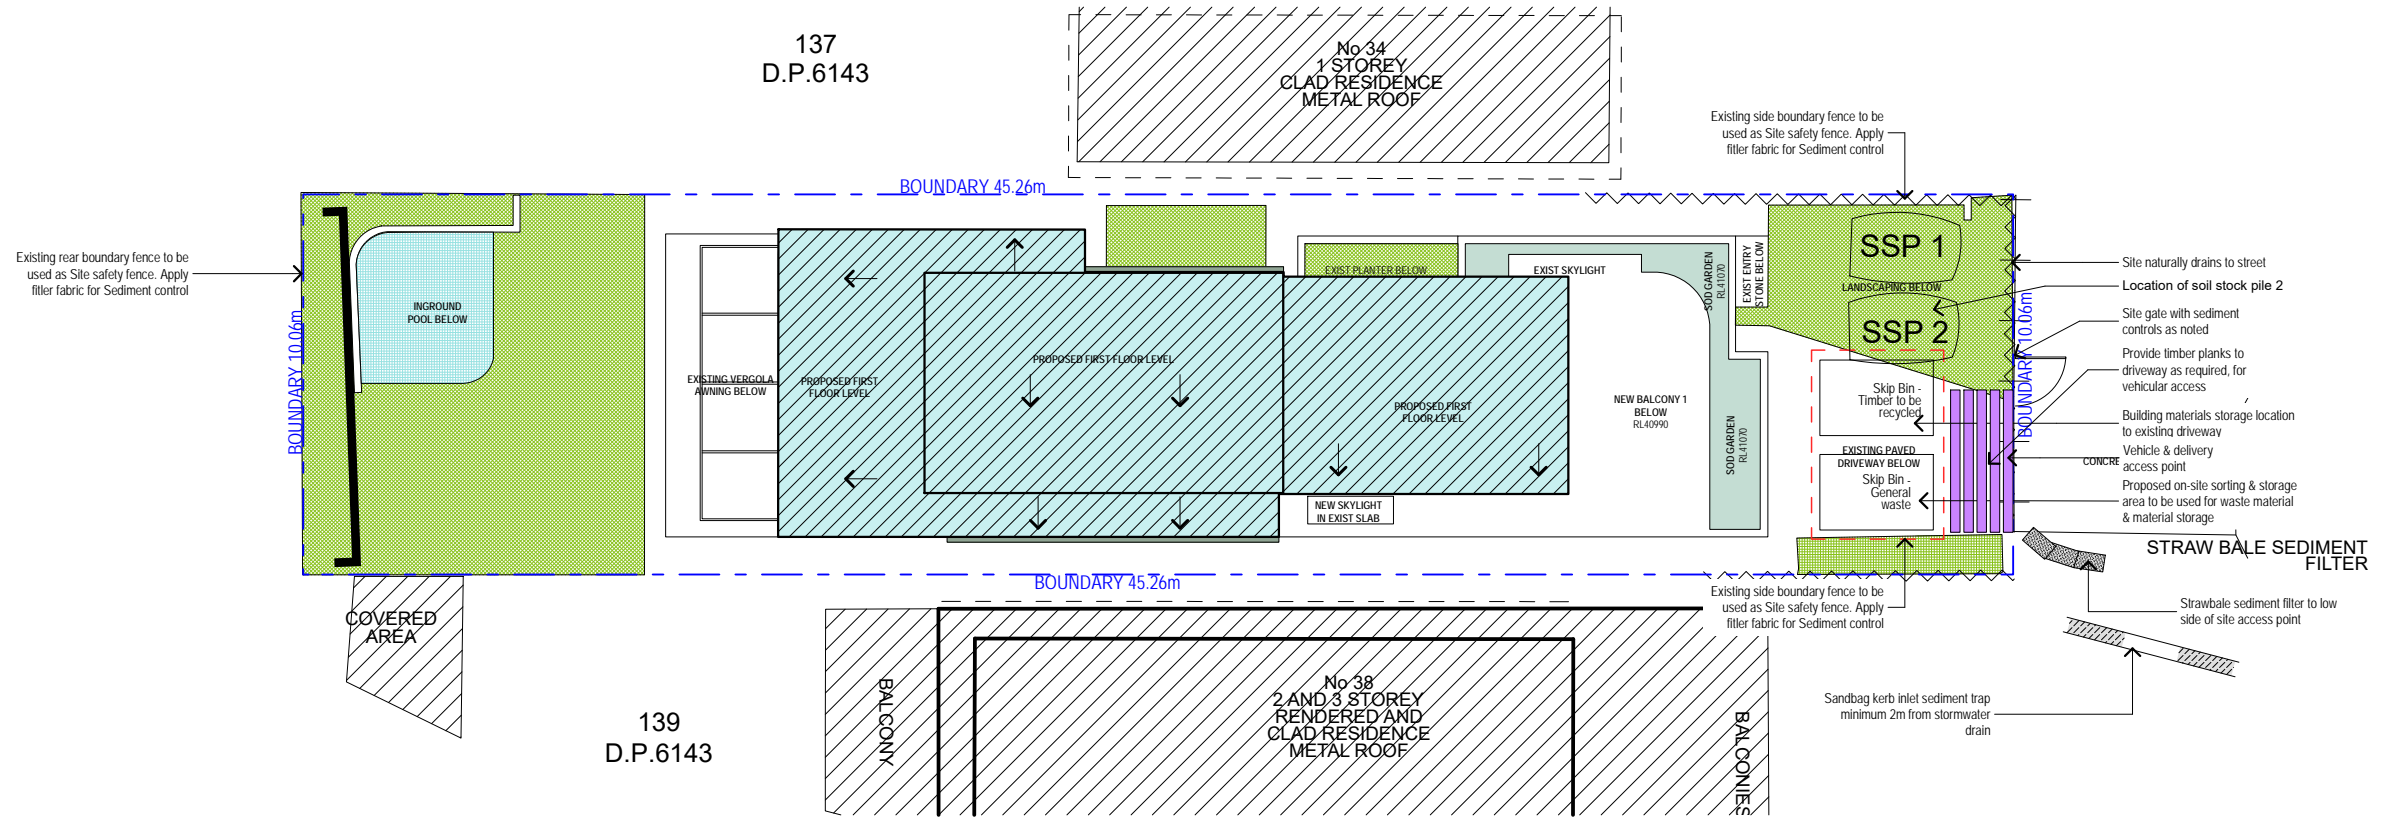 137
D.P.6143
No 34
1 STOREY
CLAD RESIDENCE
METAL ROOF
Existing side boundary fence to be
used as Site safety fence. Apply
fitler fabric for Sediment control
BOUNDARY 45.26m
Existing rear boundary fence to be
used as Site safety fence. Apply
fitler fabric for Sediment control
BOUNDARY 10.06m
INGROUND
POOL BELOW
EXISTING VERGOLA
AWNING BELOW
PROPOSED FIRST
FLOOR LEVEL
PROPOSED FIRST FLOOR LEVEL
PROPOSED FIRST
FLOOR LEVEL
EXIST PLANTER BELOW
EXIST SKYLIGHT
SOD GARDEN
RL41070
EXIST ENTRY
STONE BELOW
NEW BALCONY 1
BELOW
RL40990
SOD GARDEN
RL41070
NEW SKYLIGHT
IN EXIST SLAB
SSP 1
LANDSCAPING BELOW
SSP 2
Skip Bin -
Timber to be
recycled
EXISTING PAVED
DRIVEWAY BELOW
Skip Bin -
General
waste
BOUNDARY 10.06m
Site naturally drains to street
Location of soil stock pile 2
Site gate with sediment
controls as noted
Provide timber planks to
driveway as required, for
vehicular access
Building materials storage location
to existing driveway
CONCRE
Vehicle & delivery
access point
Proposed on-site sorting & storage
area to be used for waste material
& material storage
STRAW BALE SEDIMENT
FILTER
BOUNDARY 45.26m
Existing side boundary fence to be
used as Site safety fence. Apply
fitler fabric for Sediment control
Strawbale sediment filter to low
side of site access point
Sandbag kerb inlet sediment trap
minimum 2m from stormwater
drain
COVERED
AREA
139
D.P.6143
BALCONY
No 38
2 AND 3 STOREY
RENDERED AND
CLAD RESIDENCE
METAL ROOF
BALCONIES